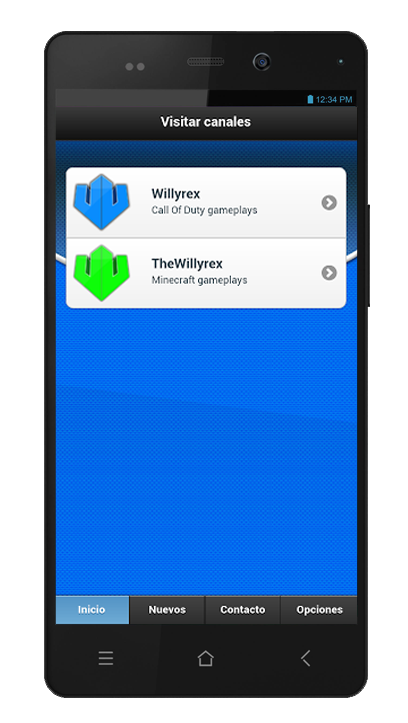 12:34 PM
Visitar canales
Willyrex
Call Of Duty gameplays
TheWillyrex
Minecraft gameplays
Inicio Nuevos Contacto Opciones